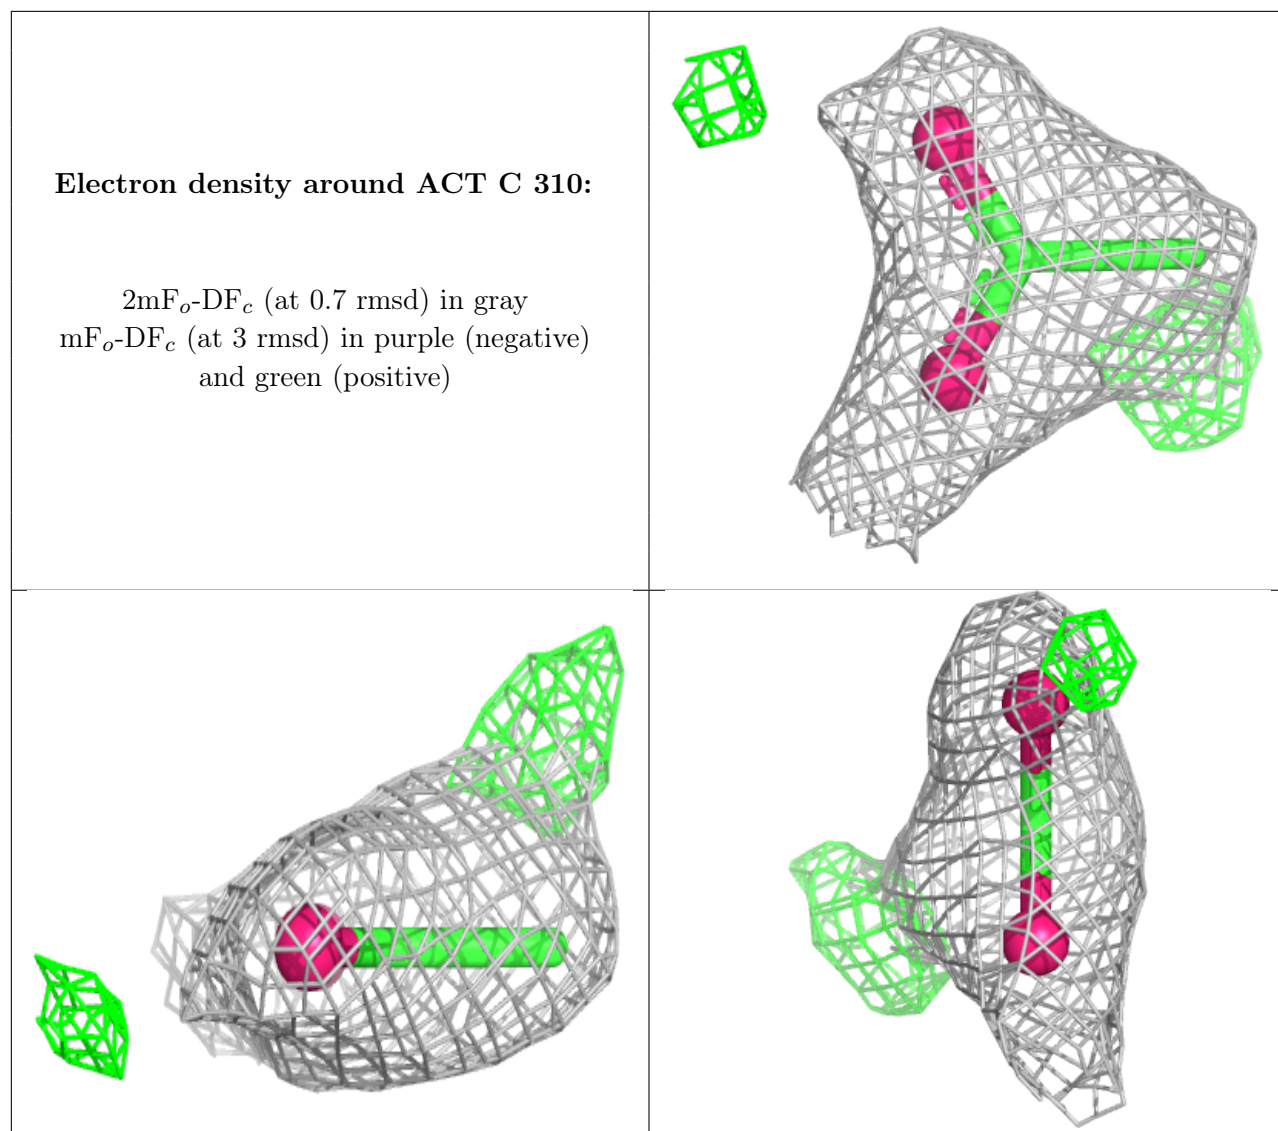 Electron density around ACT C 310:
2mFo-DFc (at 0.7 rmsd) in gray
mFo-DFc (at 3 rmsd) in purple (negative)
and green (positive)